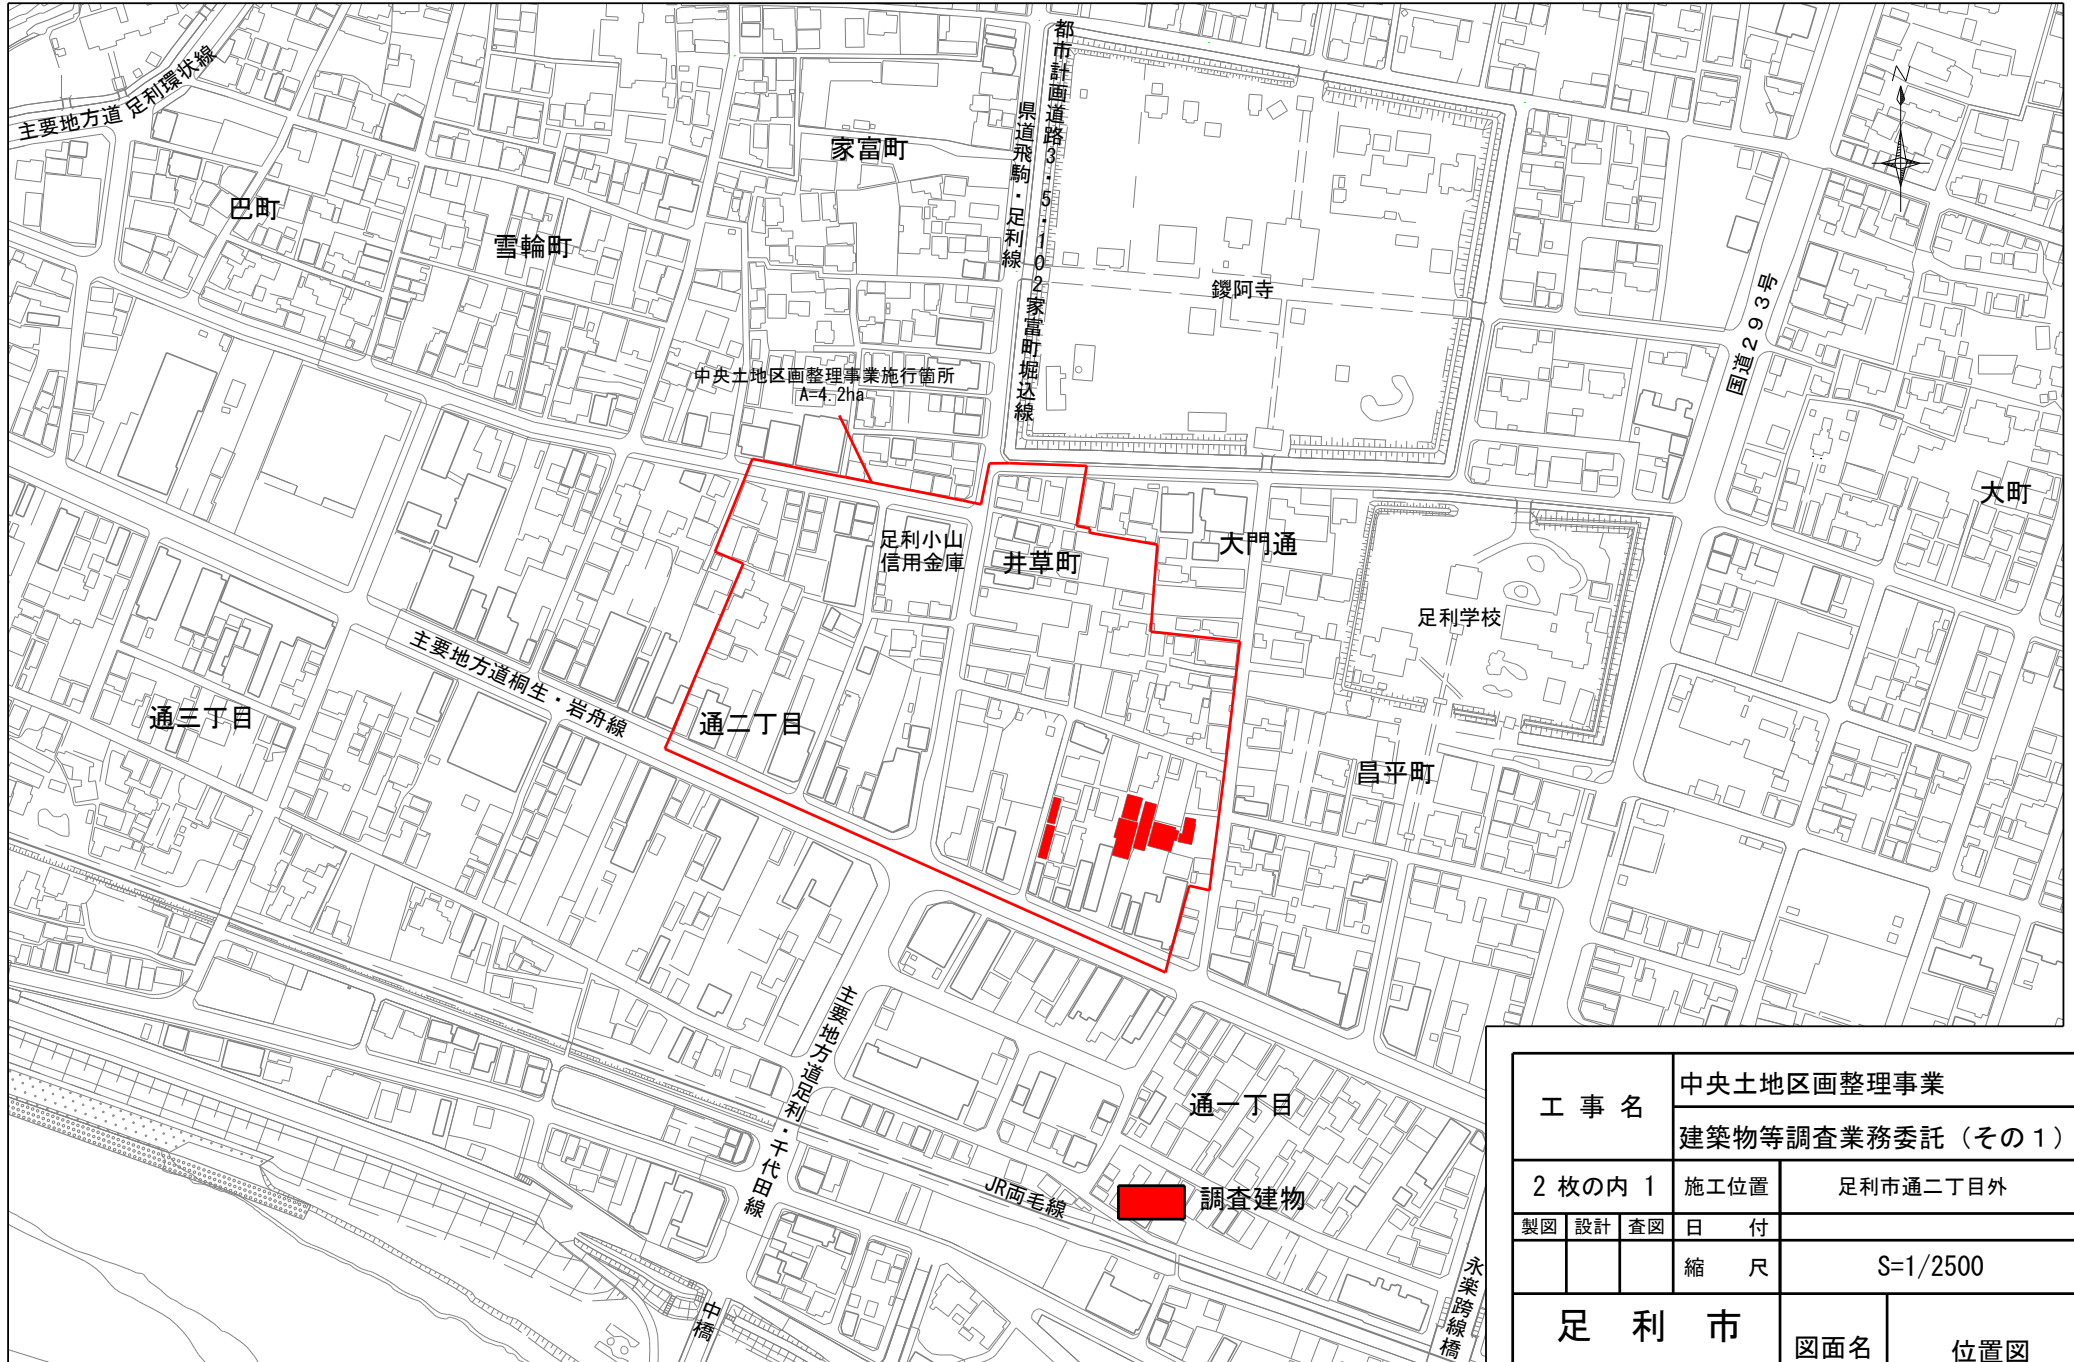 主要地方道 足利環状線
都市計画道路3・5・102家富町堀込線
県道飛駒・足利線
家富町
巴町
雪輪町
鑁阿寺
国道293号
N
中央土地区画整理事業施行箇所
A=4.2ha
大町
足利小山
信用金庫
井草町
大門通
足利学校
主要地方道桐生・岩舟線
通三丁目
通二丁目
昌平町
主要地方道足利・千代田線
通一丁目
JR両毛線
調査建物
中橋
永楽跨線橋
工事名
中央土地区画整理事業
建築物等調査業務委託（その１）
2 枚の内 1
施工位置
足利市通二丁目外
製図
設計
査図
日 付
縮 尺
S=1/2500
足利市
図面名
位置図